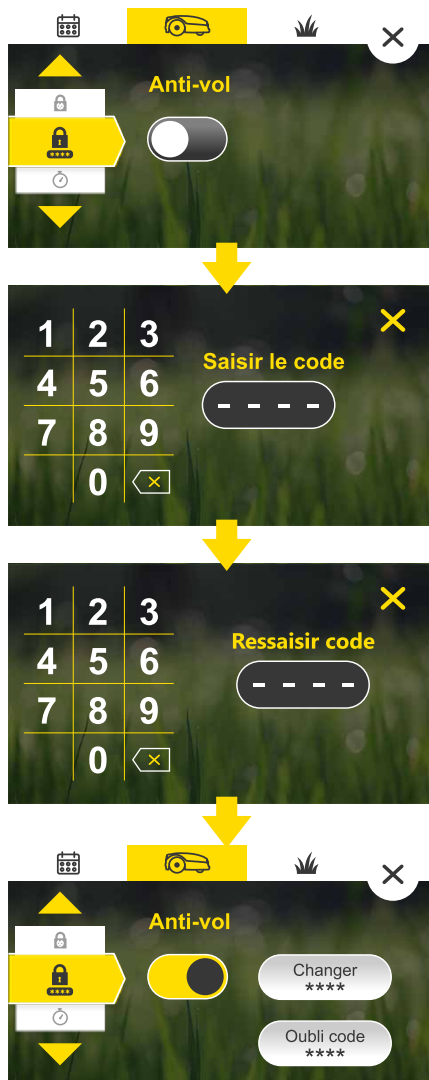 Anti-vol
****
1 2 3
Saisir le code
4 5 6
- - - -
7 8 9
0
1 2 3
Ressaisir code
4 5 6
- - - -
7 8 9
0
Anti-vol
Changer
****
****
Oubli code
****